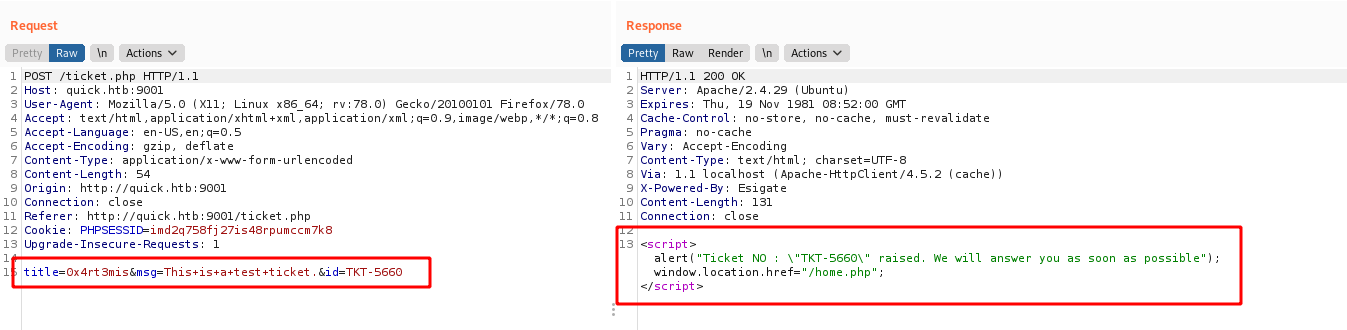 Request
Pretty Raw \n Actions
1 POST /ticket.php HTTP/1.1
2 Host: quick.htb:9001
3 User-Agent: Mozilla/5.0 (X11; Linux x86_64; rv:78.0) Gecko/20100101 Firefox/78.0
4 Accept: text/html,application/xhtml+xml,application/xml;q=0.9,image/webp,*/*;q=0.8
5 Accept-Language: en-US,en;q=0.5
6 Accept-Encoding: gzip, deflate
7 Content-Type: application/x-www-form-urlencoded
8 Content-Length: 54
9 Origin: http://quick.htb:9001
10 Connection: close
11 Referer: http://quick.htb:9001/ticket.php
12 Cookie: PHPSESSID=imd2q758fj27is48rpumccm7k8
13 Upgrade-Insecure-Requests: 1
14
15 title=0x4rt3mis&msg=This+is+a+test+ticket.&id=TKT-5660
Response
Pretty Raw Render \n Actions
1 HTTP/1.1 200 OK
2 Server: Apache/2.4.29 (Ubuntu)
3 Expires: Thu, 19 Nov 1981 08:52:00 GMT
4 Cache-Control: no-store, no-cache, must-revalidate
5 Pragma: no-cache
6 Vary: Accept-Encoding
7 Content-Type: text/html; charset=UTF-8
8 Via: 1.1 localhost (Apache-HttpClient/4.5.2 (cache))
9 X-Powered-By: Esigate
10 Content-Length: 131
11 Connection: close
12
13 <script>
alert("Ticket NO : \"TKT-5660\" raised. We will answer you as soon as possible");
window.location.href="/home.php";
</script>